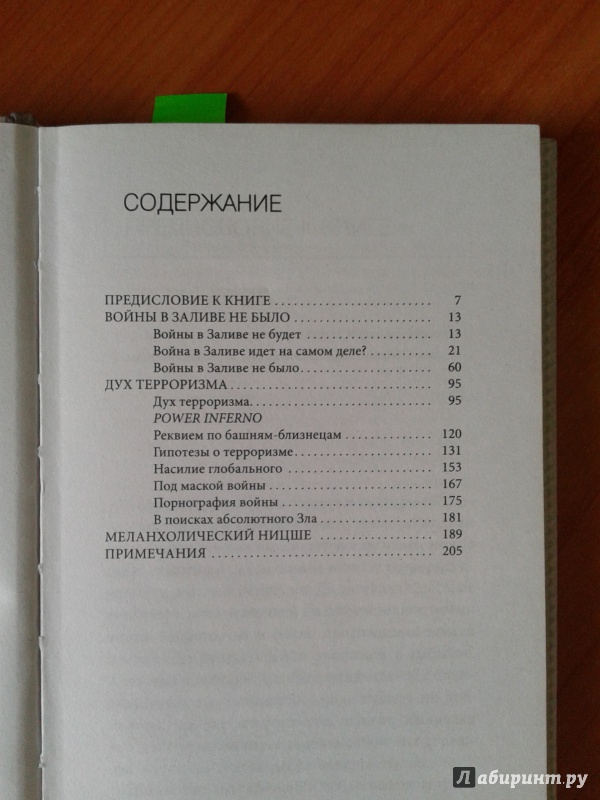 СОДЕРЖАНИЕ
ПРЕДИСЛОВИЕ К КНИГЕ 7
ВОЙНЫ В ЗАЛИВЕ НЕ БЫЛО 13
Войны в Заливе не будет 13
Война в Заливе идет на самом деле? 21
Войны в Заливе не было 60
ДУХ ТЕРРОРИЗМА 95
Дух терроризма 95
POWER INFERNO
Реквием по башням-близнецам 120
Гипотезы о терроризме 131
Насилие глобального 153
Под маской войны 167
Порнография войны 175
В поисках абсолютного Зла 181
МЕЛАНХОЛИЧЕСКИЙ НИЦШЕ 189
ПРИМЕЧАНИЯ 205
Лабиринт.ру